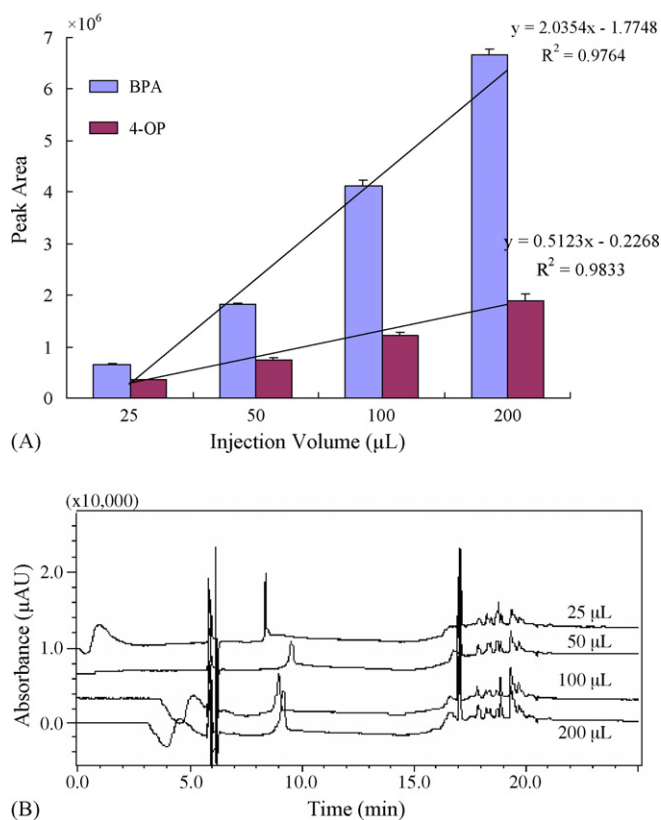 ×10⁶
7
6
5
4
3
2
1
0
Peak Area
BPA
4-OP
y = 2.0354x - 1.7748
R² = 0.9764
y = 0.5123x - 0.2268
R² = 0.9833
25 50 100 200
Injection Volume (µL)
(A)
(x10,000)
2.0
1.0
0.0
Absorbance (µAU)
25 µL
50 µL
100 µL
200 µL
0.0 5.0 10.0 15.0 20.0
Time (min)
(B)